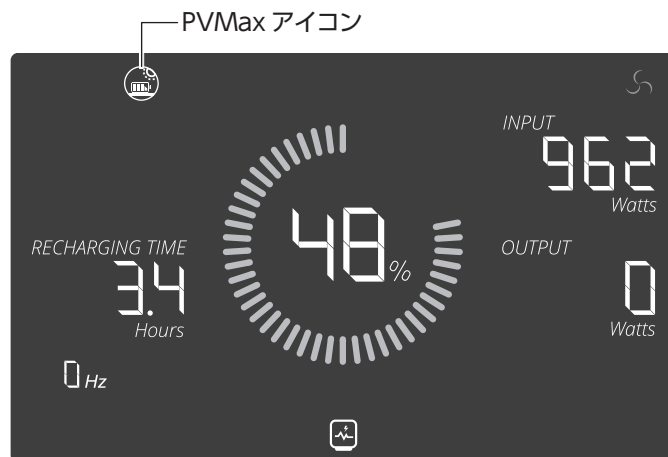 PVMax アイコン
INPUT
962
Watts
48%
RECHARGING TIME
3.4
Hours
OUTPUT
0
Watts
0 Hz